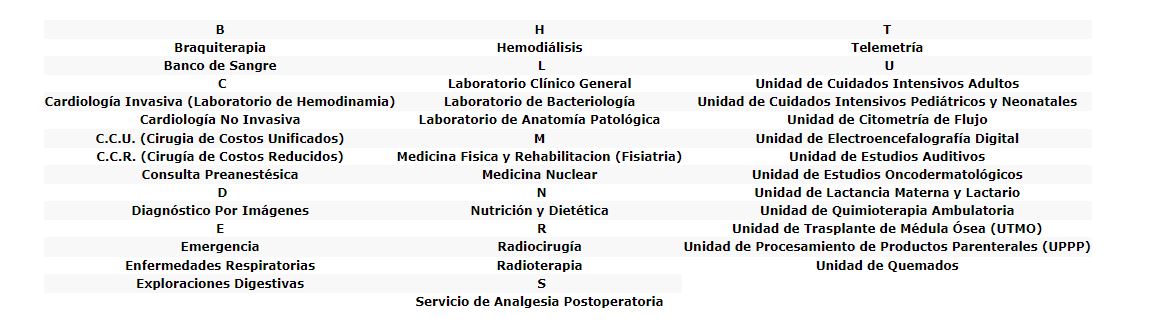 B
Braquiterapia
Banco de Sangre
C
Cardiología Invasiva (Laboratorio de Hemodinamia)
Cardiología No Invasiva
C.C.U. (Cirugia de Costos Unificados)
C.C.R. (Cirugía de Costos Reducidos)
Consulta Preanestésica
D
Diagnóstico Por Imágenes
E
Emergencia
Enfermedades Respiratorias
Exploraciones Digestivas
H
Hemodiálisis
L
Laboratorio Clínico General
Laboratorio de Bacteriología
Laboratorio de Anatomía Patológica
M
Medicina Fisica y Rehabilitacion (Fisiatria)
Medicina Nuclear
N
Nutrición y Dietética
R
Radiocirugía
Radioterapia
S
Servicio de Analgesia Postoperatoria
T
Telemetría
U
Unidad de Cuidados Intensivos Adultos
Unidad de Cuidados Intensivos Pediátricos y Neonatales
Unidad de Citometría de Flujo
Unidad de Electroencefalografía Digital
Unidad de Estudios Auditivos
Unidad de Estudios Oncodermatológicos
Unidad de Lactancia Materna y Lactario
Unidad de Quimioterapia Ambulatoria
Unidad de Trasplante de Médula Ósea (UTMO)
Unidad de Procesamiento de Productos Parenterales (UPPP)
Unidad de Quemados